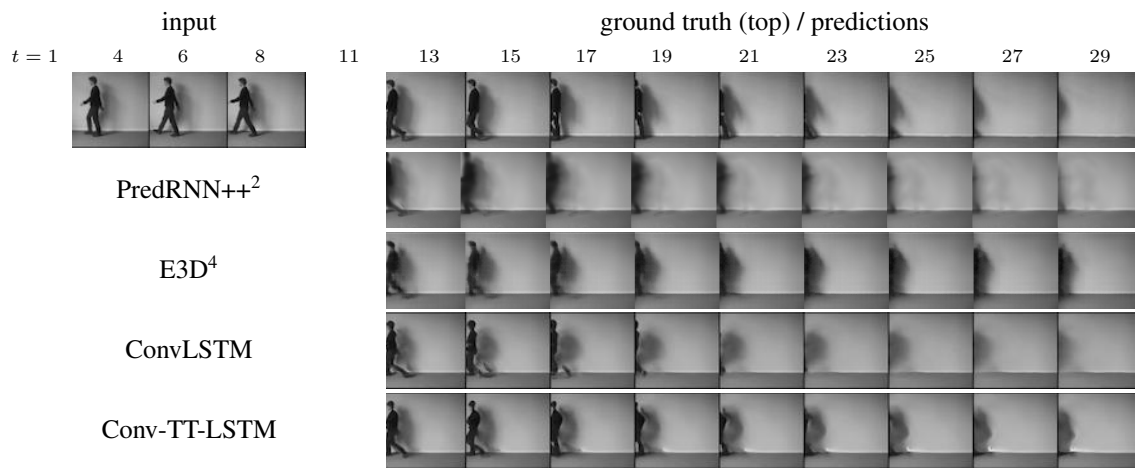 input ground truth (top) / predictions
t = 1 4 6 8 11 13 15 17 19 21 23 25 27 29
PredRNN++²
E3D⁴
ConvLSTM
Conv-TT-LSTM